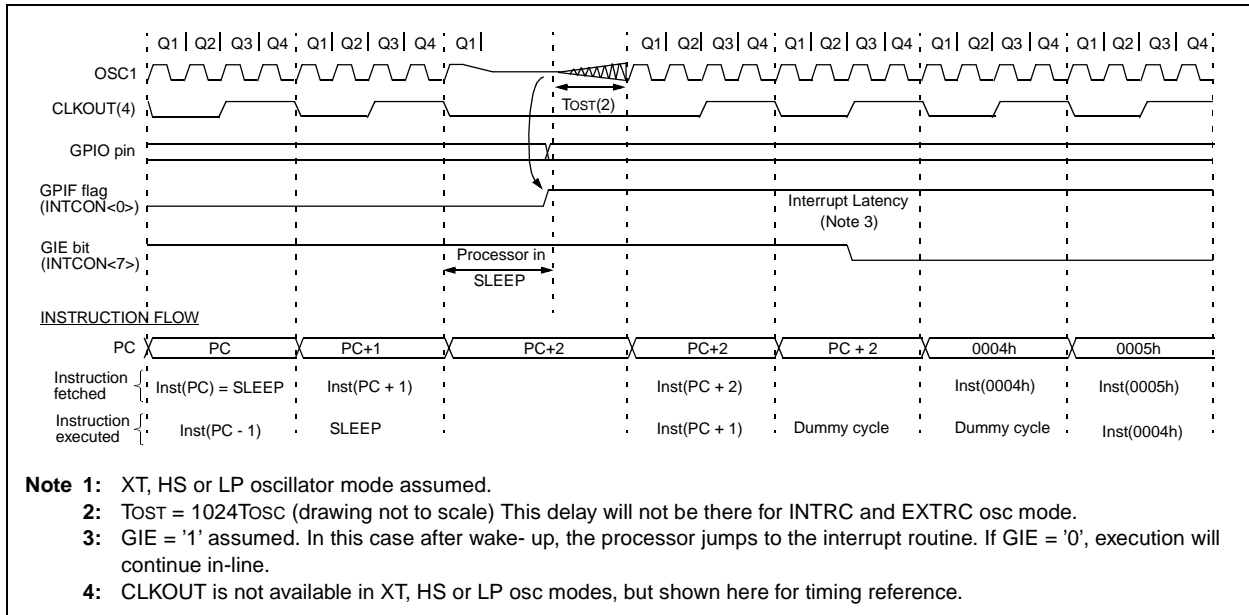 Q1 Q2 Q3 Q4 Q1 Q2 Q3 Q4 Q1 Q1 Q2 Q3 Q4 Q1 Q2 Q3 Q4 Q1 Q2 Q3 Q4 Q1 Q2 Q3 Q4
OSC1
CLKOUT(4)
TOST(2)
GPIO pin
GPIF flag
(INTCON<0>)
Interrupt Latency
(Note 3)
GIE bit
(INTCON<7>)
Processor in
SLEEP
INSTRUCTION FLOW
PC PC PC+1 PC+2 PC+2 PC + 2 0004h 0005h
Instruction
fetched
Inst(PC) = SLEEP Inst(PC + 1) Inst(PC + 2) Inst(0004h) Inst(0005h)
Instruction
executed
Inst(PC - 1) SLEEP Inst(PC + 1) Dummy cycle Dummy cycle Inst(0004h)
Note 1: XT, HS or LP oscillator mode assumed.
2: TOST = 1024TOSC (drawing not to scale) This delay will not be there for INTRC and EXTRC osc mode.
3: GIE = '1' assumed. In this case after wake- up, the processor jumps to the interrupt routine. If GIE = '0', execution will
continue in-line.
4: CLKOUT is not available in XT, HS or LP osc modes, but shown here for timing reference.